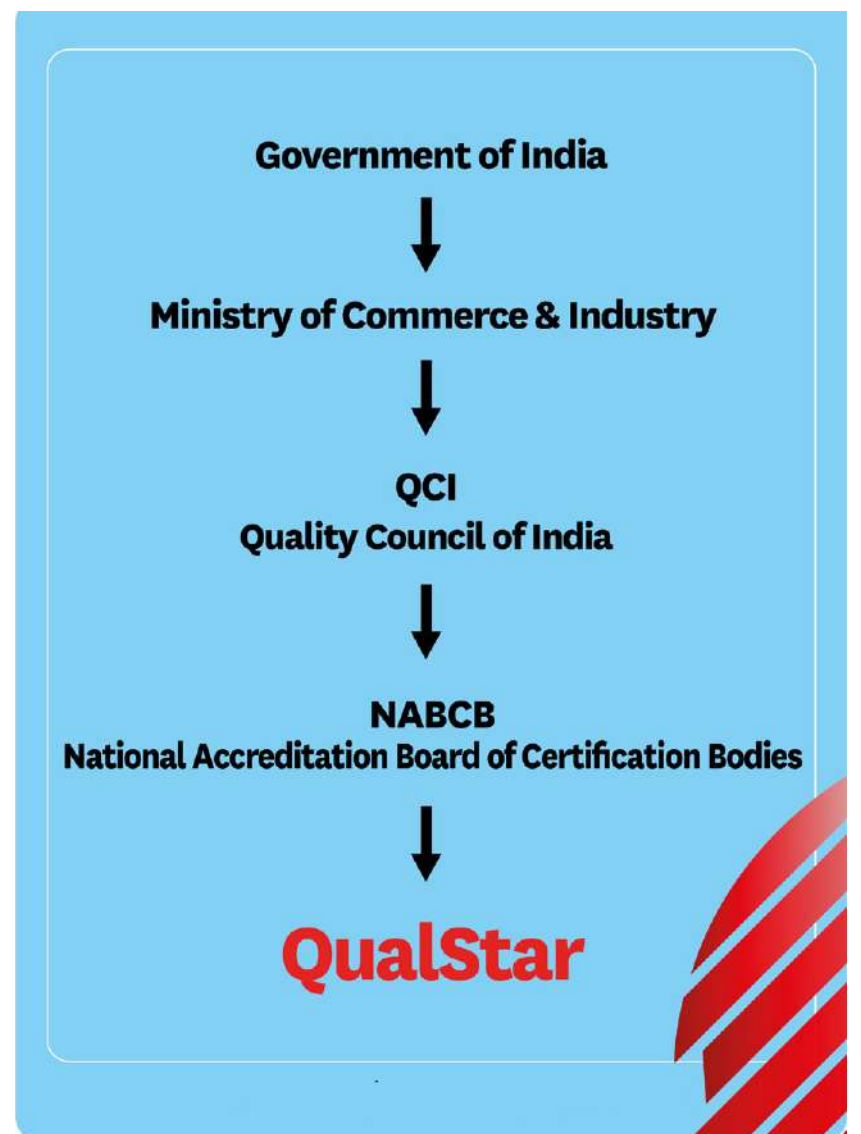 Government of India
Ministry of Commerce & Industry
QCI
Quality Council of India
NABCB
National Accreditation Board of Certification Bodies
QualStar